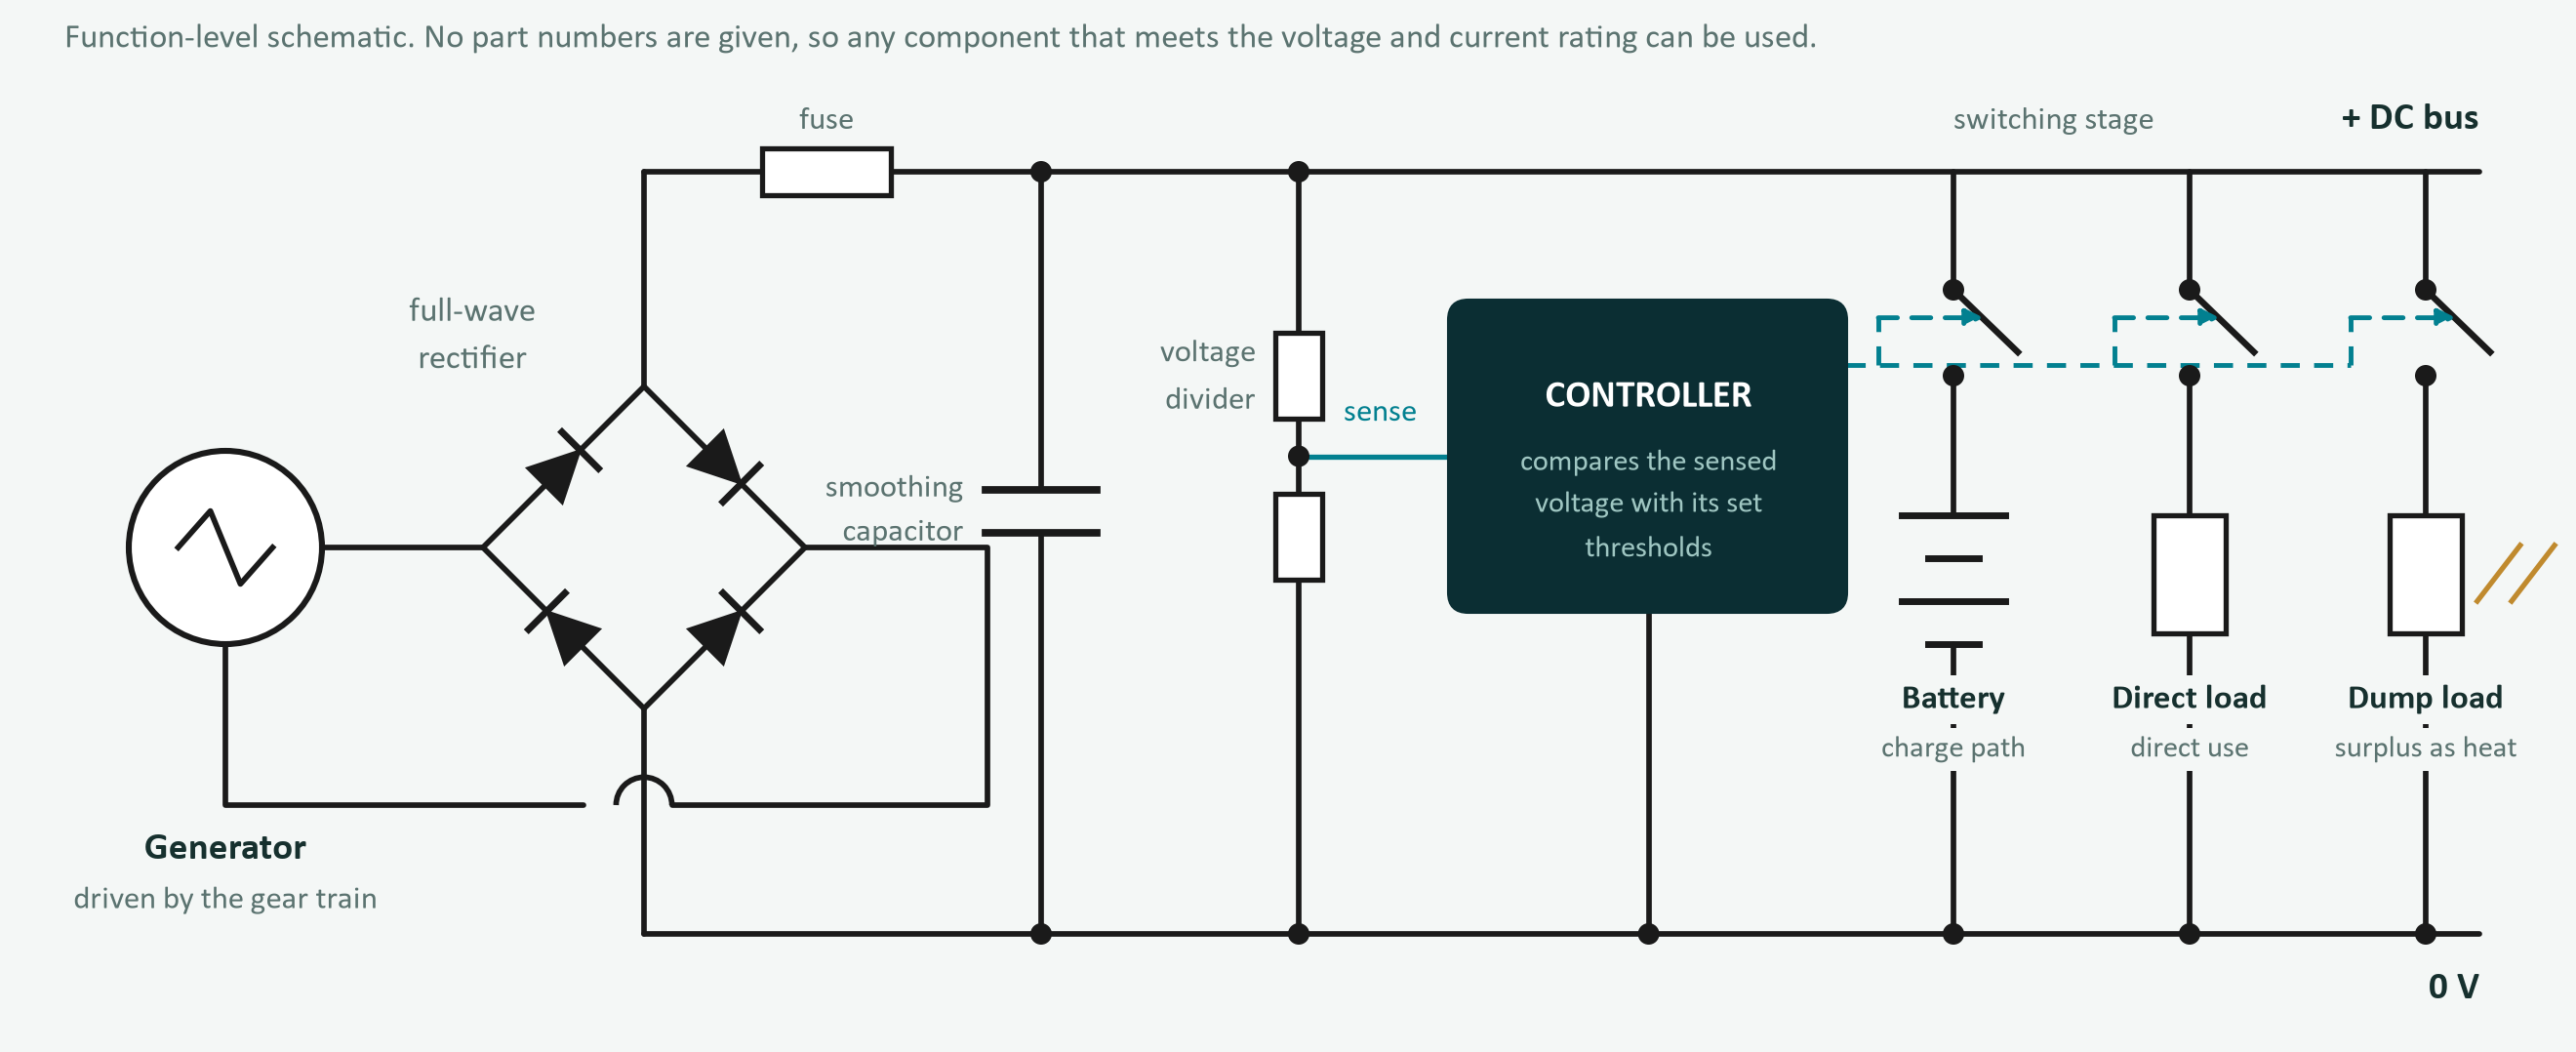 Function-level schematic. No part numbers are given, so any component that meets the voltage and current rating can be used.
fuse
switching stage
+ DC bus
full-wave
rectifier
voltage
divider
sense
CONTROLLER
compares the sensed
voltage with its set
thresholds
smoothing
capacitor
Battery
charge path
Direct load
direct use
Dump load
surplus as heat
Generator
driven by the gear train
0 V